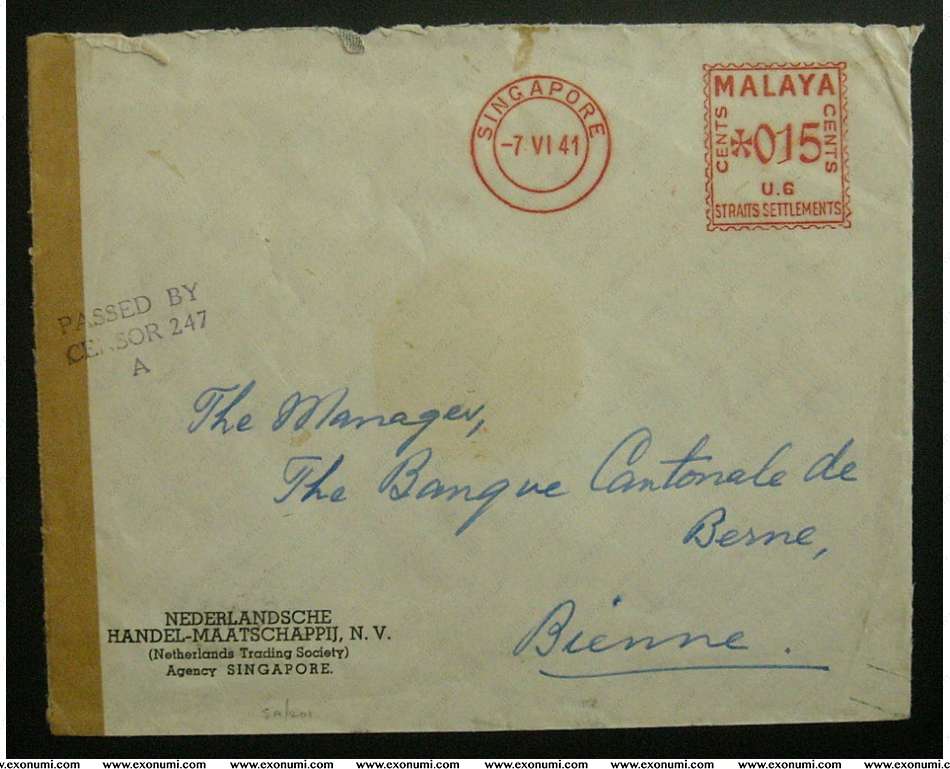 SINGAPORE
-7 VI 41
MALAYA
CENTS
CENTS
015
U.6
STRAITS SETTLEMENTS
PASSED BY
CENSOR 247
A
The Manager,
The Banque Cantonale de
Berne,
Bienne.
NEDERLANDSCHE
HANDEL-MAATSCHAPPIJ, N. V.
(Netherlands Trading Society)
Agency SINGAPORE.
www.exonumi.com www.exonumi.com www.exonumi.com www.exonumi.com www.exonumi.com www.exonumi.com www.exonumi.com www.exonumi.com